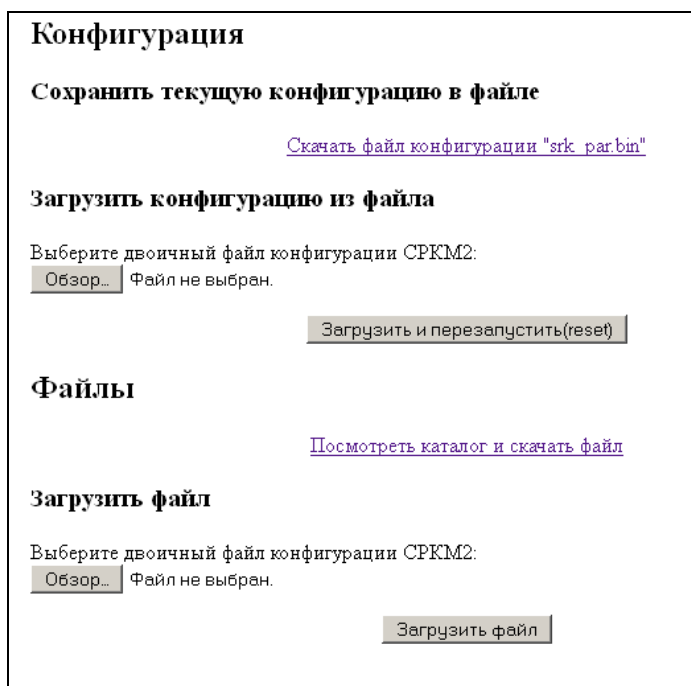 Конфигурация
Сохранить текущую конфигурацию в файле
Скачать файл конфигурации "srk_par.bin"
Загрузить конфигурацию из файла
Выберите двоичный файл конфигурации СРКМ2:
Обзор... Файл не выбран.
Загрузить и перезапустить(reset)
Файлы
Посмотреть каталог и скачать файл
Загрузить файл
Выберите двоичный файл конфигурации СРКМ2:
Обзор... Файл не выбран.
Загрузить файл